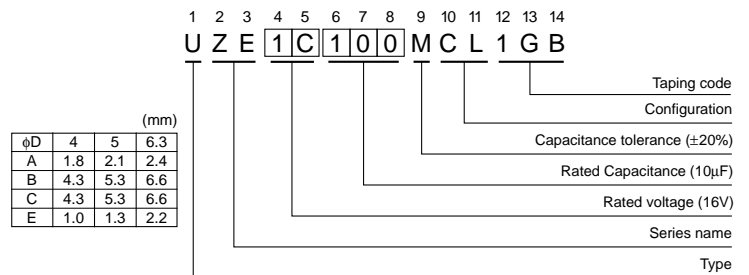 1 2 3 4 5 6 7 8 9 10 11 12 13 14
U Z E 1 C 1 0 0 M C L 1 G B
Taping code
Configuration
Capacitance tolerance (±20%)
Rated Capacitance (10μF)
Rated voltage (16V)
Series name
Type
(mm)
ϕD 4 5 6.3
A 1.8 2.1 2.4
B 4.3 5.3 6.6
C 4.3 5.3 6.6
E 1.0 1.3 2.2